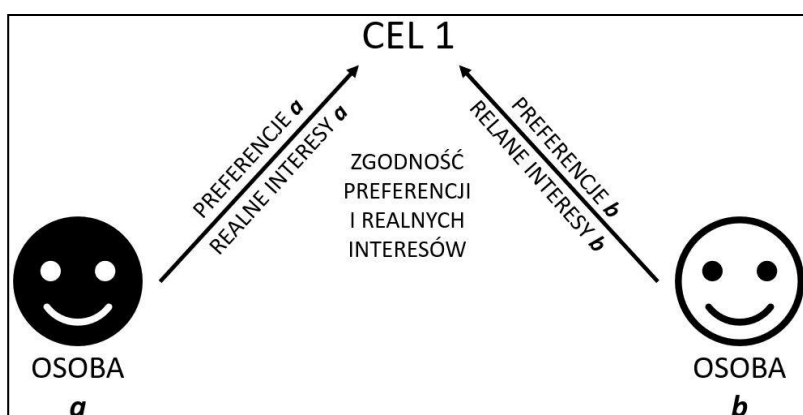 CEL 1
PREFERENCJE a
REALNE INTERESY a
ZGODNOŚĆ
PREFERENCJI
I REALNYCH
INTERESÓW
PREFERENCJE b
RELANE INTERESY b
OSOBA
a
OSOBA
b